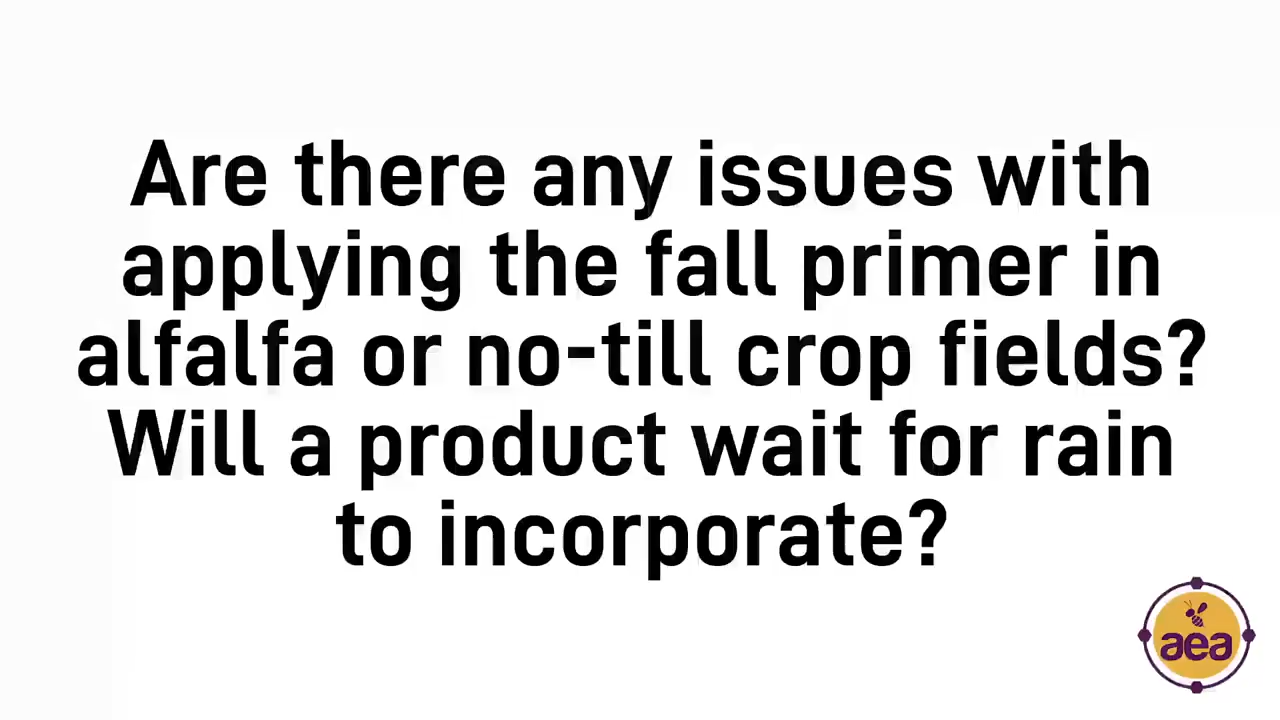 Are there any issues with
applying the fall primer in
alfalfa or no-till crop fields?
Will a product wait for rain
to incorporate?
aea